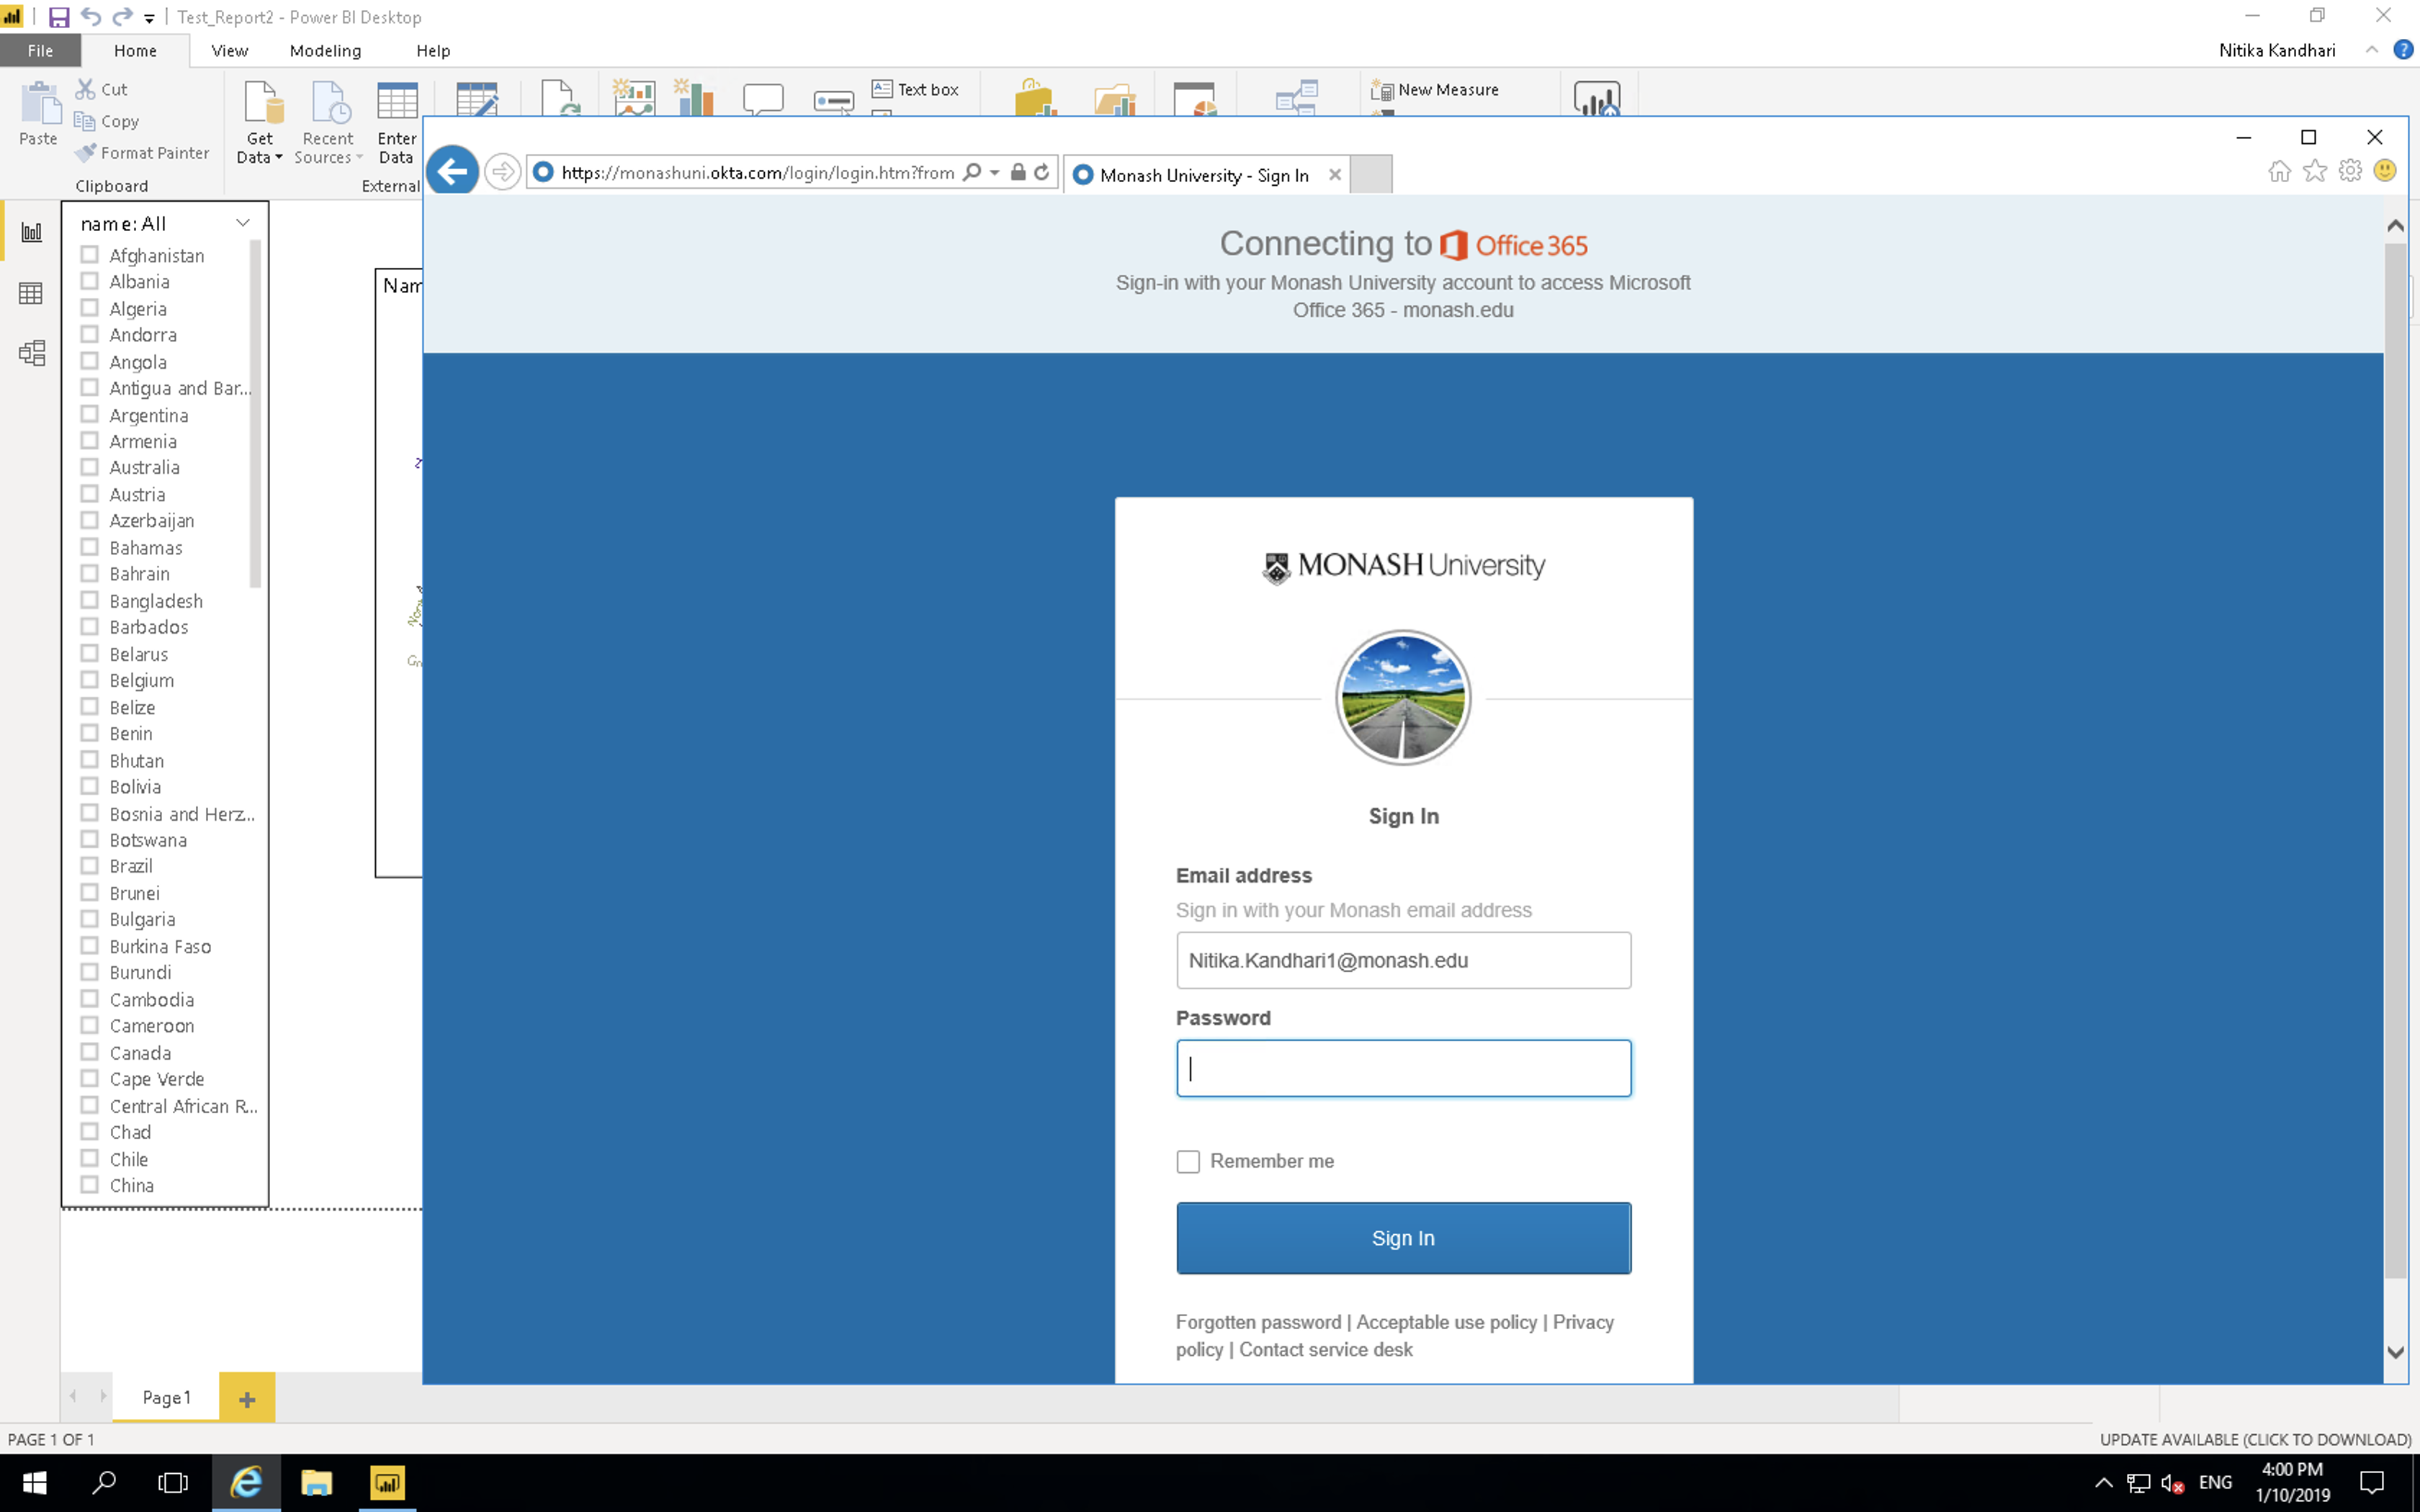 Test_Report2 - Power BI Desktop
File
Home
View
Modeling
Help
Nitika Kandhari
Paste
Cut
Copy
Format Painter
Clipboard
Get
Data
Recent
Sources
Enter
Data
External
Text box
New Measure
https://monashuni.okta.com/login/login.htm?from
Monash University - Sign In
Connecting to Office 365
Sign-in with your Monash University account to access Microsoft
Office 365 - monash.edu
MONASH University
Sign In
Email address
Sign in with your Monash email address
Nitika.Kandhari1@monash.edu
Password
Remember me
Sign In
Forgotten password | Acceptable use policy | Privacy
policy | Contact service desk
name: All
Afghanistan
Albania
Algeria
Andorra
Angola
Antigua and Bar...
Argentina
Armenia
Australia
Austria
Azerbaijan
Bahamas
Bahrain
Bangladesh
Barbados
Belarus
Belgium
Belize
Benin
Bhutan
Bolivia
Bosnia and Herz...
Botswana
Brazil
Brunei
Bulgaria
Burkina Faso
Burundi
Cambodia
Cameroon
Canada
Cape Verde
Central African R...
Chad
Chile
China
Nam
Page1
PAGE 1 OF 1
UPDATE AVAILABLE (CLICK TO DOWNLOAD)
ENG
4:00 PM
1/10/2019